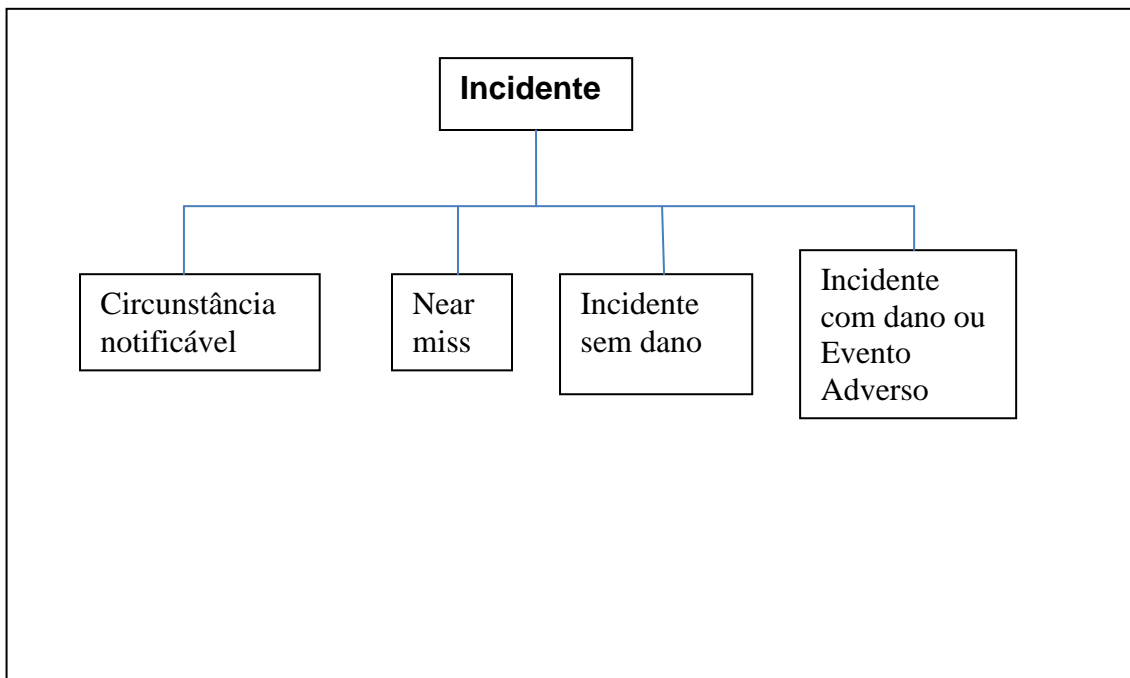 Incidente
Circunstância
notificável
Near
miss
Incidente
sem dano
Incidente
com dano ou
Evento
Adverso